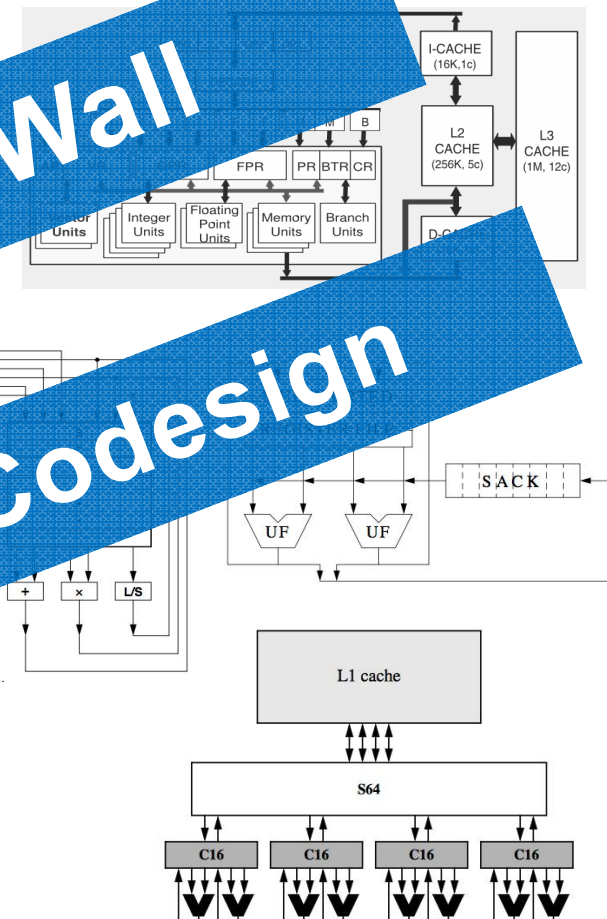 Wall
I-CACHE
(16K,1c)
B
L2
CACHE
(256K, 5c)
L3
CACHE
(1M, 12c)
FPR
PR
BTR
CR
Units
Integer
Units
Floating
Point
Units
Memory
Units
Branch
Units
Codesign
SACK
UF
UF
+
×
L/S
L1 cache
S64
C16
C16
C16
C16